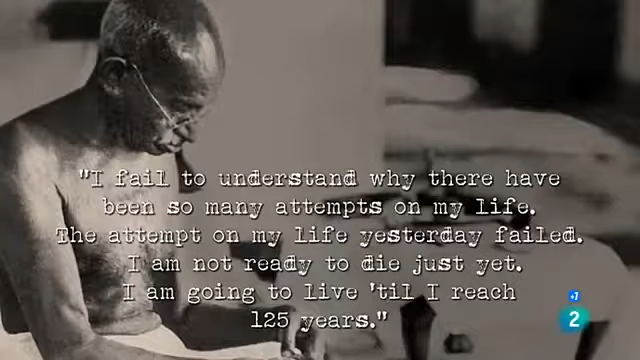 "I fail to understand why there have
been so many attempts on my life.
The attempt on my life yesterday failed.
I am not ready to die just yet.
I am going to live 'til I reach
125 years."
+7
2